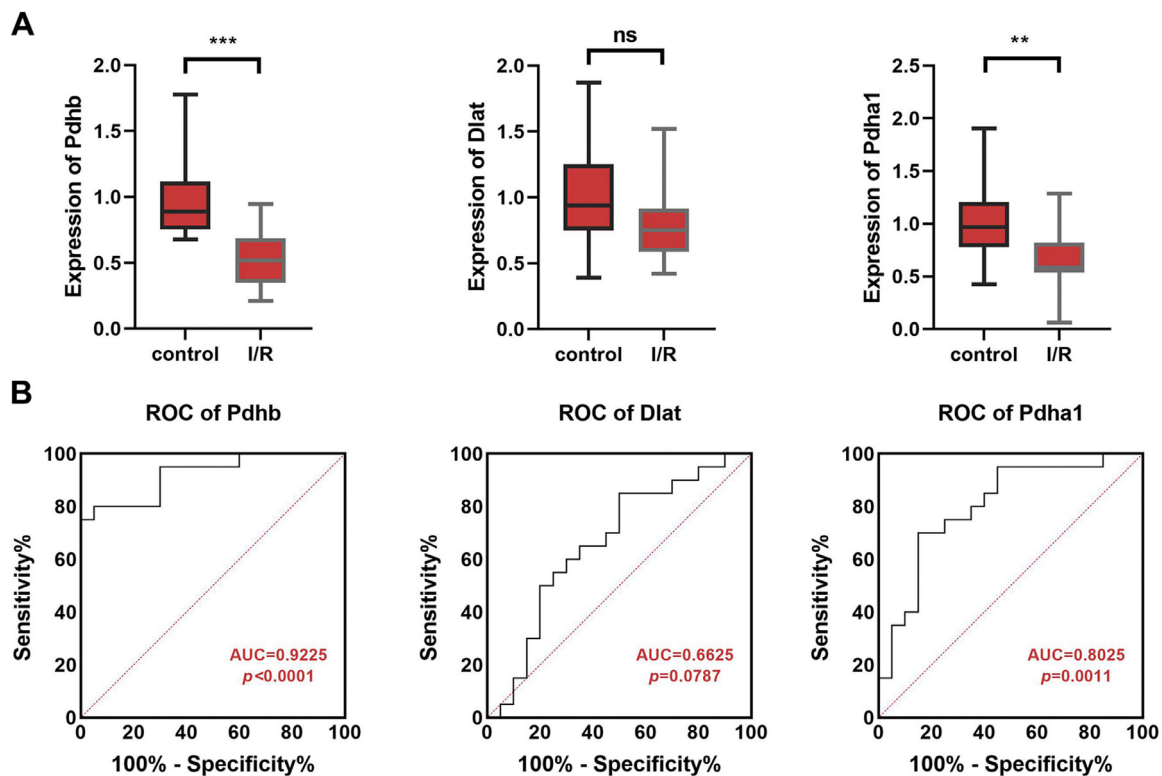 A
***
Expression of Pdhb
2.0
1.5
1.0
0.5
0.0
control I/R
ns
Expression of Dlat
2.0
1.5
1.0
0.5
0.0
control I/R
**
Expression of Pdha1
2.5
2.0
1.5
1.0
0.5
0.0
control I/R
B
ROC of Pdhb
Sensitivity%
100
80
60
40
20
0
AUC=0.9225
p<0.0001
0 20 40 60 80 100
100% - Specificity%
ROC of Dlat
Sensitivity%
100
80
60
40
20
0
AUC=0.6625
p=0.0787
0 20 40 60 80 100
100% - Specificity%
ROC of Pdha1
Sensitivity%
100
80
60
40
20
0
AUC=0.8025
p=0.0011
0 20 40 60 80 100
100% - Specificity%